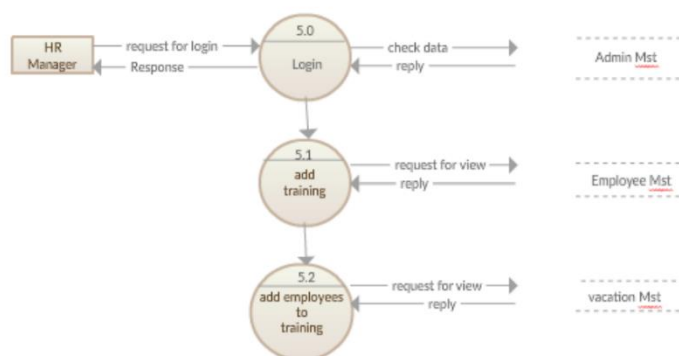 5.0
HR
Manager
request for login
Response
Login
check data
reply
Admin Mst
5.1
add
training
request for view
reply
Employee Mst
5.2
add employees
to
training
request for view
reply
vacation Mst